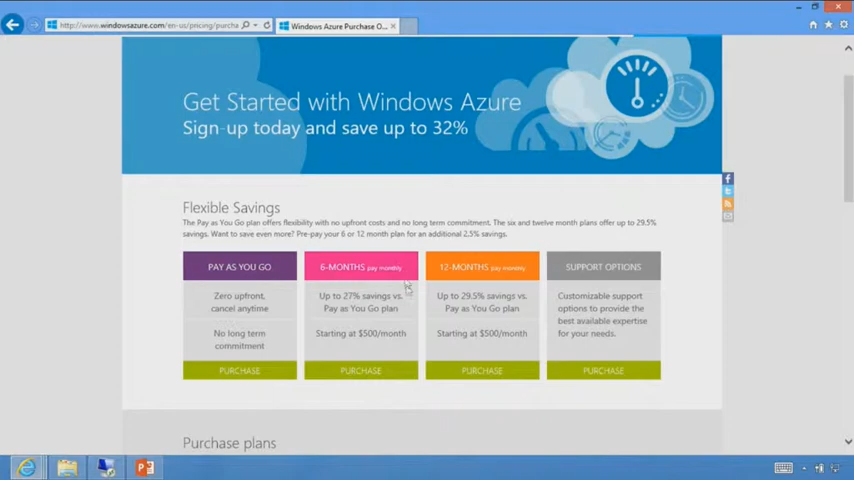 http://www.windowsazure.com/en-us/pricing/purcha
Windows Azure Purchase O...
Get Started with Windows Azure
Sign-up today and save up to 32%
Flexible Savings
The Pay as You Go plan offers flexibility with no upfront costs and no long term commitment. The six and twelve month plans offer up to 29.5%
savings. Want to save even more? Pre-pay your 6 or 12 month plan for an additional 2.5% savings.
PAY AS YOU GO
Zero upfront,
cancel anytime
No long term
commitment
PURCHASE
6-MONTHS pay monthly
Up to 27% savings vs.
Pay as You Go plan
Starting at $500/month
PURCHASE
12-MONTHS pay monthly
Up to 29.5% savings vs.
Pay as You Go plan
Starting at $500/month
PURCHASE
SUPPORT OPTIONS
Customizable support
options to provide the
best available expertise
for your needs.
PURCHASE
Purchase plans